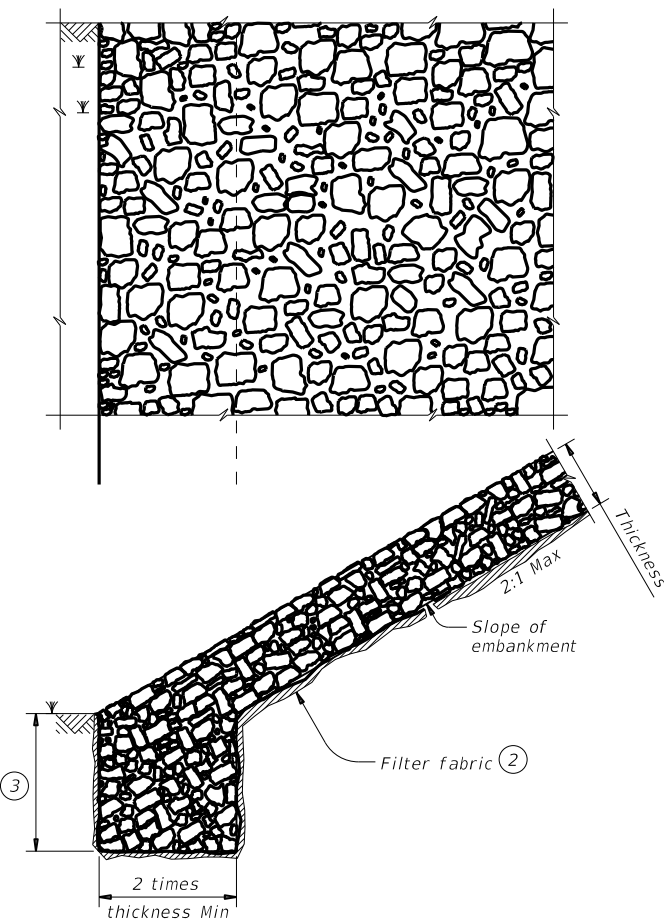 Thickness
2:1 Max
Slope of
embankment
Filter fabric 2
3
2 times
thickness Min